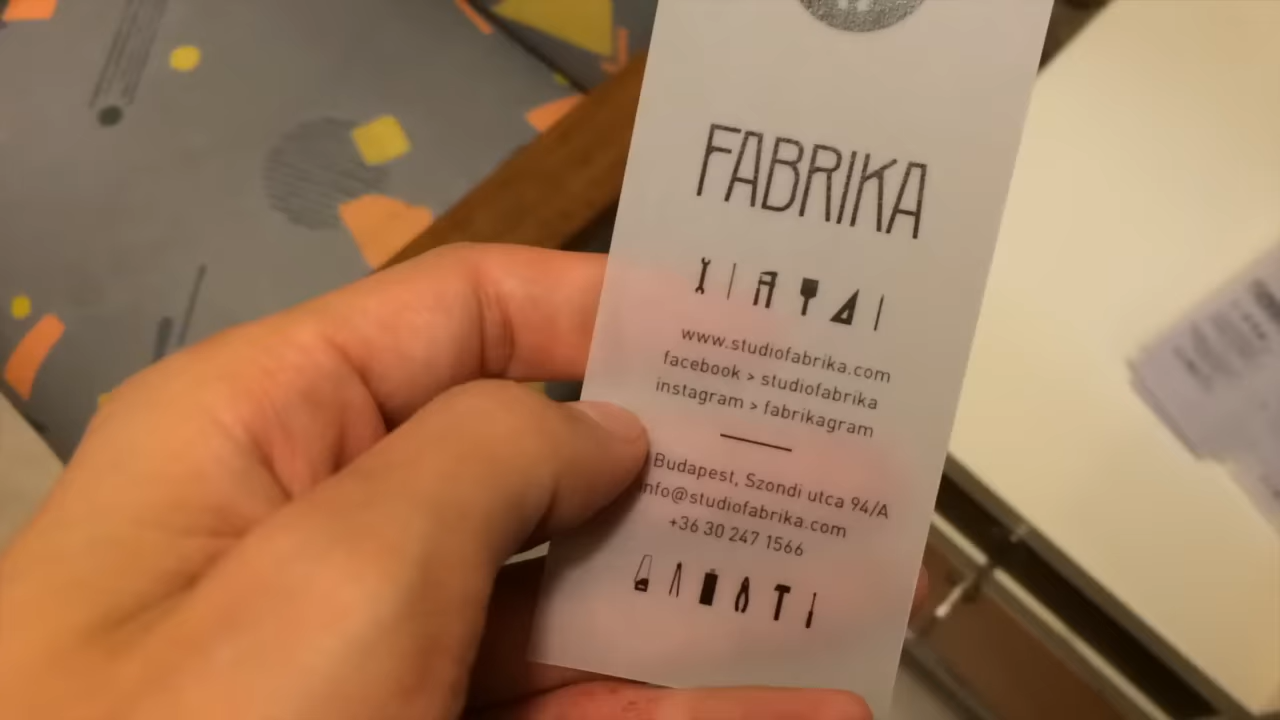 FABRIKA
www.studiofabrika.com
facebook > studiofabrika
instagram > fabrikagram
Budapest, Szondi utca 94/A
info@studiofabrika.com
+36 30 247 1566